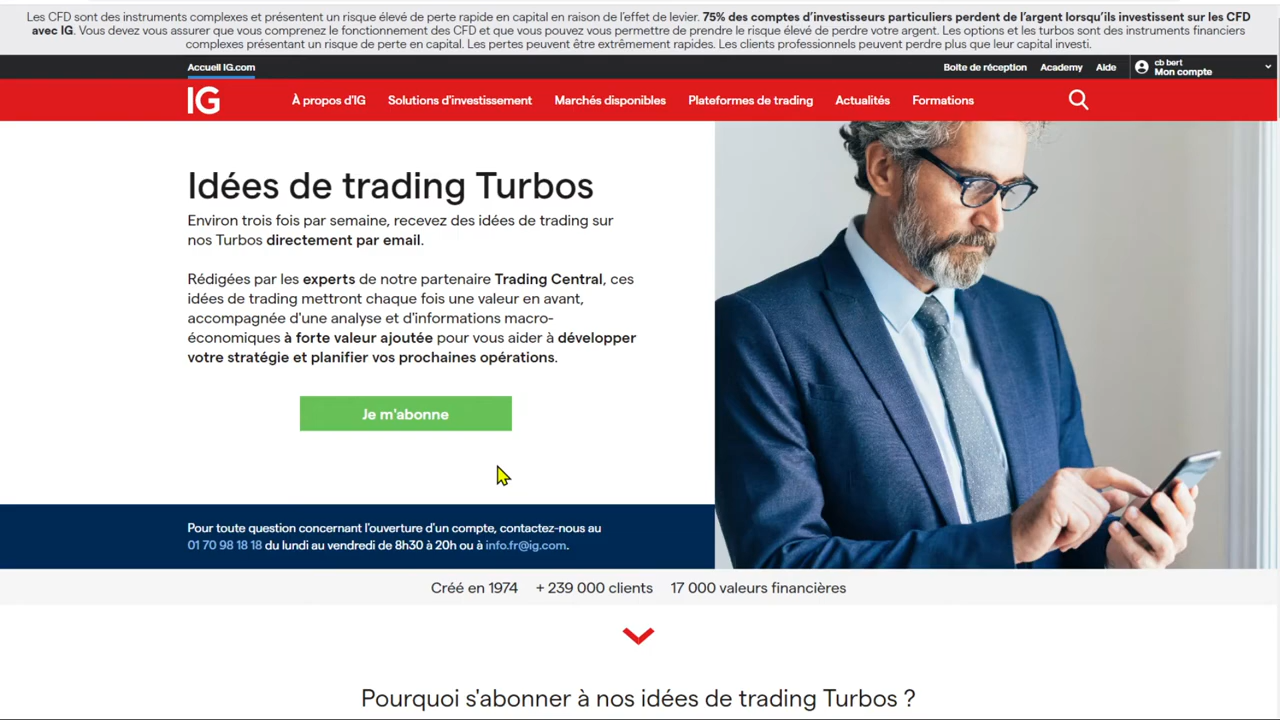 Les CFD sont des instruments complexes et présentent un risque élevé de perte rapide en capital en raison de l'effet de levier. 75% des comptes d'investisseurs particuliers perdent de l'argent lorsqu'ils investissent sur les CFD
avec IG. Vous devez vous assurer que vous comprenez le fonctionnement des CFD et que vous pouvez vous permettre de prendre le risque élevé de perdre votre argent. Les options et les turbos sont des instruments financiers
complexes présentant un risque de perte en capital. Les pertes peuvent être extrêmement rapides. Les clients professionnels peuvent perdre plus que leur capital investi.
Accueil IG.com
Boîte de réception
Academy
Aide
cb bert
Mon compte
IG
À propos d'IG
Solutions d'investissement
Marchés disponibles
Plateformes de trading
Actualités
Formations
Idées de trading Turbos
Environ trois fois par semaine, recevez des idées de trading sur
nos Turbos directement par email.
Rédigées par les experts de notre partenaire Trading Central, ces
idées de trading mettront chaque fois une valeur en avant,
accompagnée d'une analyse et d'informations macro-
économiques à forte valeur ajoutée pour vous aider à développer
votre stratégie et planifier vos prochaines opérations.
Je m'abonne
Pour toute question concernant l'ouverture d'un compte, contactez-nous au
01 70 98 18 18 du lundi au vendredi de 8h30 à 20h ou à info.fr@ig.com.
Créé en 1974
+ 239 000 clients
17 000 valeurs financières
Pourquoi s'abonner à nos idées de trading Turbos ?